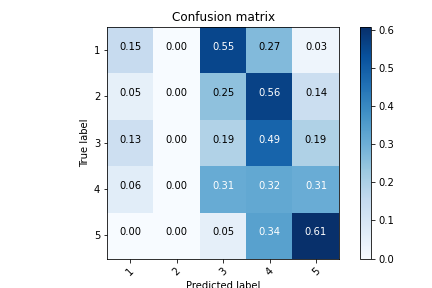 Confusion matrix
True label
1 0.15 0.00 0.55 0.27 0.03
2 0.05 0.00 0.25 0.56 0.14
3 0.13 0.00 0.19 0.49 0.19
4 0.06 0.00 0.31 0.32 0.31
5 0.00 0.00 0.05 0.34 0.61
1 2 3 4 5
Predicted label
0.6
0.5
0.4
0.3
0.2
0.1
0.0